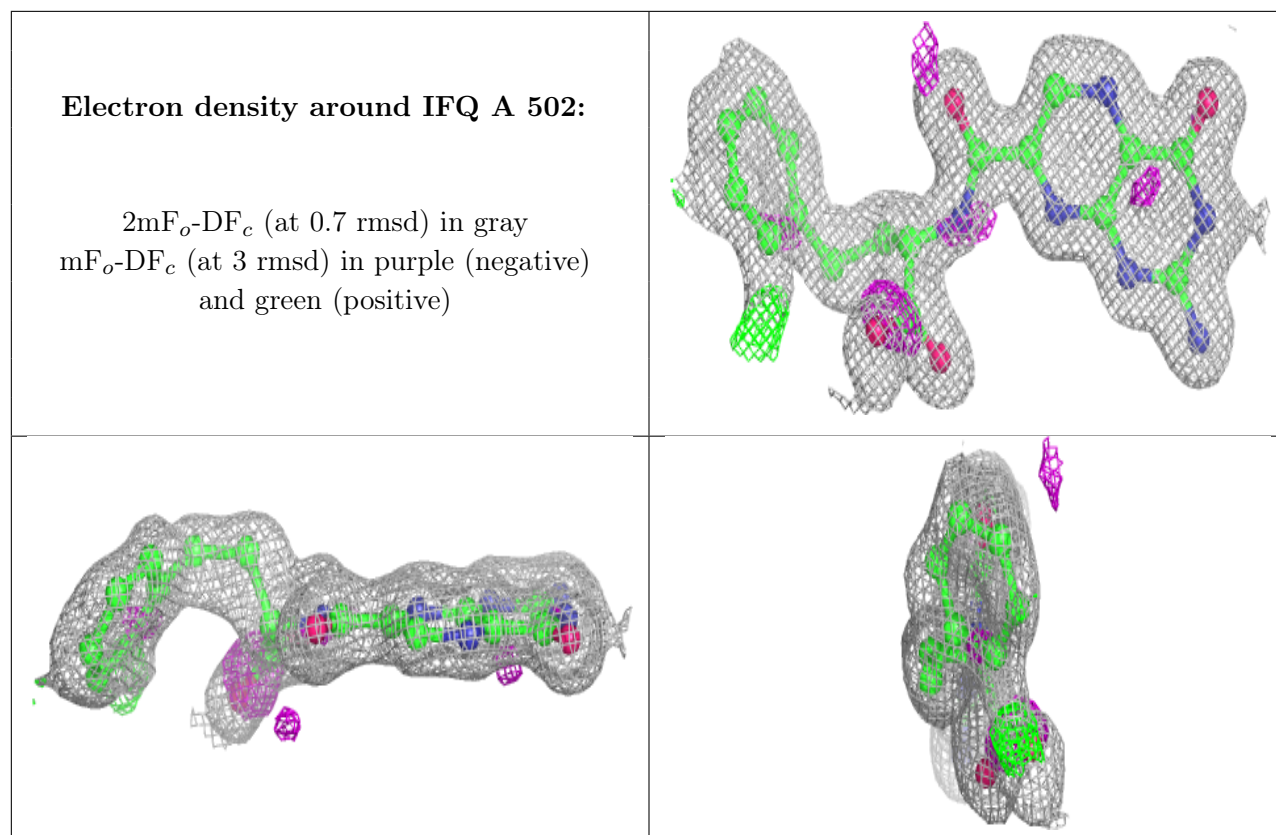 Electron density around IFQ A 502:
2mFo-DFc (at 0.7 rmsd) in gray
mFo-DFc (at 3 rmsd) in purple (negative)
and green (positive)